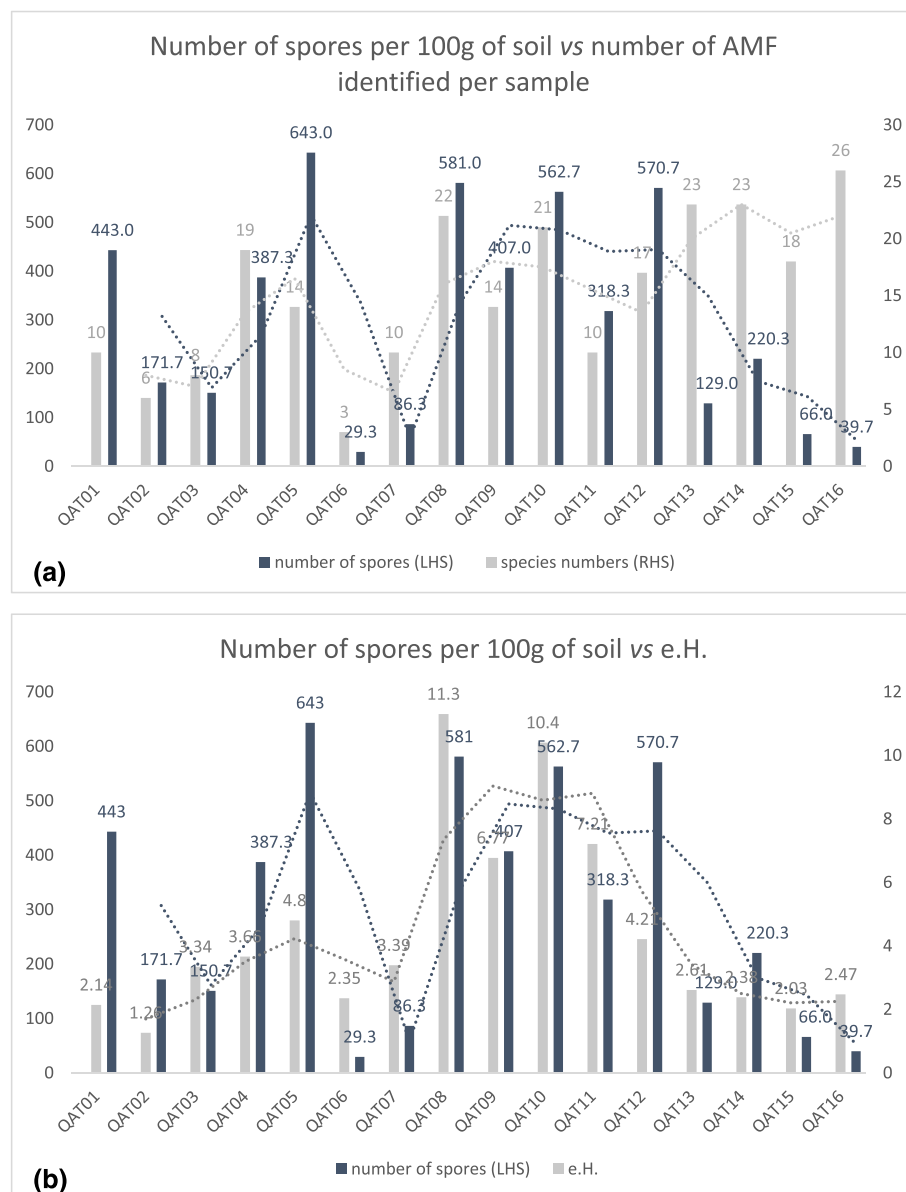 Number of spores per 100g of soil vs number of AMF
identified per sample
700 30
643.0
26
600 581.0 570.7 25
562.7
23 23
22
21
500
443.0 19 20
407.0 18
387.3 17
400
318.3 15
14 14
300
10 10 10 220.3 10
200 8
171.7 150.7
6 129.0
86.3 5
100 3 66.0
29.3 39.7
0 0
QAT01 QAT02 QAT03 QAT04 QAT05 QAT06 QAT07 QAT08 QAT09 QAT10 QAT11 QAT12 QAT13 QAT14 QAT15 QAT16
number of spores (LHS) species numbers (RHS)
(a)
Number of spores per 100g of soil vs e.H.
700 11.3 12
643
10.4
600 581 562.7 570.7 10
500
443 8
407
387.3 6.77 7.21
400
318.3 6
300 4.8
4.21
3.34 3.66 3.39 220.3 4
200
171.7 150.7
2.14 2.35 2.61 2.38 2.03 2.47
1.26 129.0 2
100 86.3 66.0
29.3 39.7
0 0
QAT01 QAT02 QAT03 QAT04 QAT05 QAT06 QAT07 QAT08 QAT09 QAT10 QAT11 QAT12 QAT13 QAT14 QAT15 QAT16
number of spores (LHS) e.H.
(b)